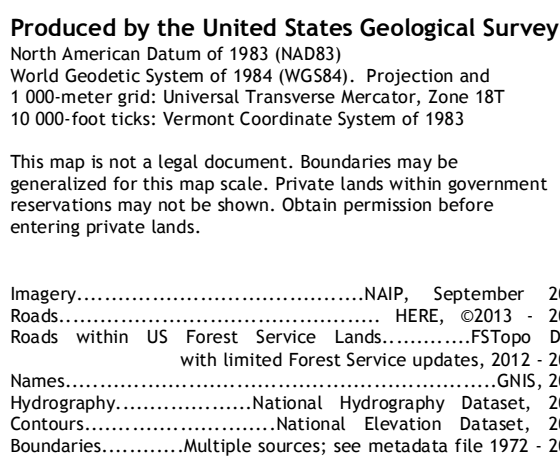 Produced by the United States Geological Survey
North American Datum of 1983 (NAD83)
World Geodetic System of 1984 (WGS84). Projection and
1 000-meter grid: Universal Transverse Mercator, Zone 18T
10 000-foot ticks: Vermont Coordinate System of 1983
This map is not a legal document. Boundaries may be
generalized for this map scale. Private lands within government
reservations may not be shown. Obtain permission before
entering private lands.
Imagery.......................................NAIP, September
Roads........................................... HERE, ©2013 -
Roads within US Forest Service Lands............FSTopo
with limited Forest Service updates, 2012 -
Names..........................................................GNIS,
Hydrography...................National Hydrography Dataset,
Contours..........................National Elevation Dataset,
Boundaries...........Multiple sources; see metadata file 1972 -